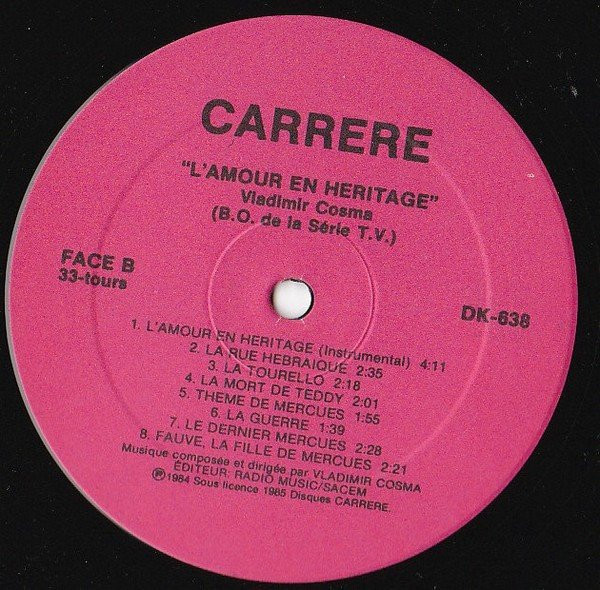 CARRERE
"L'AMOUR EN HERITAGE"
Vladimir Cosma
(B.O. de la Série T.V.)
FACE B
33-tours
DK-638
1. L'AMOUR EN HERITAGE (Instrumental) 4:11
2. LA RUE HEBRAIQUE 2:35
3. LA TOURELLO 2:18
4. LA MORT DE TEDDY 2:01
5. THEME DE MERCUES 1:55
6. LA GUERRE 1:39
7. LE DERNIER MERCUES 2:28
8. FAUVE, LA FILLE DE MERCUES 2:21
Musique composée et dirigée par VLADIMIR COSMA
ÉDITEUR: RADIO MUSIC/SACEM
℗ 1984 Sous licence 1985 Disques CARRERE.